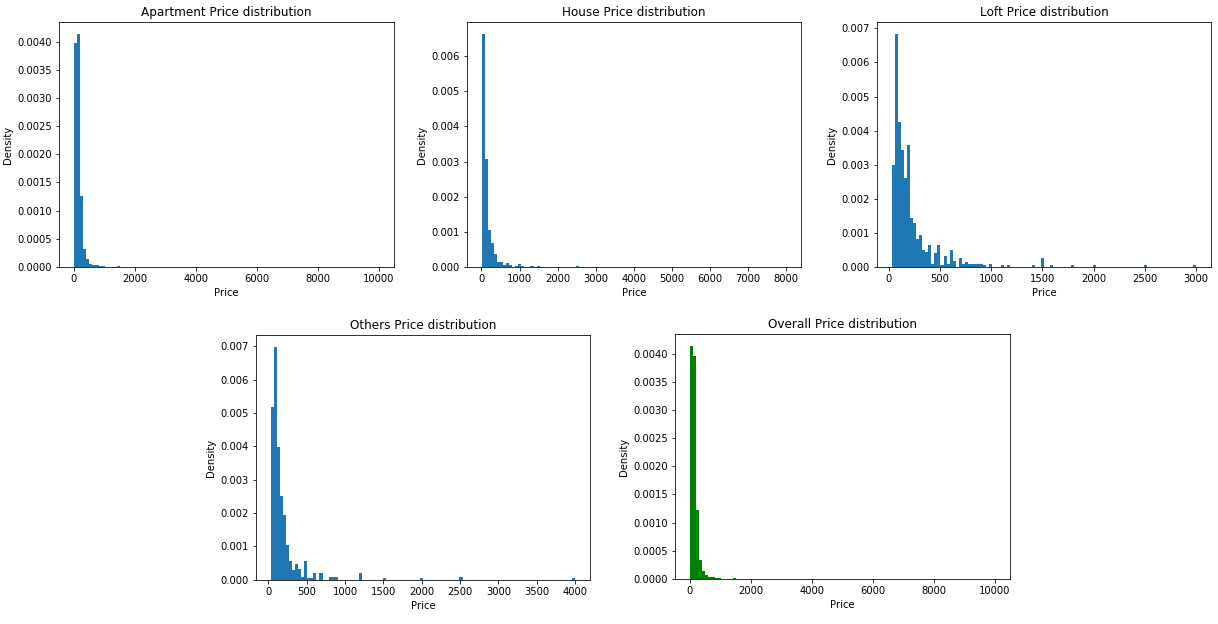 Apartment Price distribution
0.0040
0.0035
0.0030
0.0025
0.0020
0.0015
0.0010
0.0005
0.0000
Density
0 2000 4000 6000 8000 10000
Price
House Price distribution
0.006
0.005
0.004
0.003
0.002
0.001
0.000
Density
0 1000 2000 3000 4000 5000 6000 7000 8000
Price
Loft Price distribution
0.007
0.006
0.005
0.004
0.003
0.002
0.001
0.000
Density
0 500 1000 1500 2000 2500 3000
Price
Others Price distribution
0.007
0.006
0.005
0.004
0.003
0.002
0.001
0.000
Density
0 500 1000 1500 2000 2500 3000 3500 4000
Price
Overall Price distribution
0.0040
0.0035
0.0030
0.0025
0.0020
0.0015
0.0010
0.0005
0.0000
Density
0 2000 4000 6000 8000 10000
Price